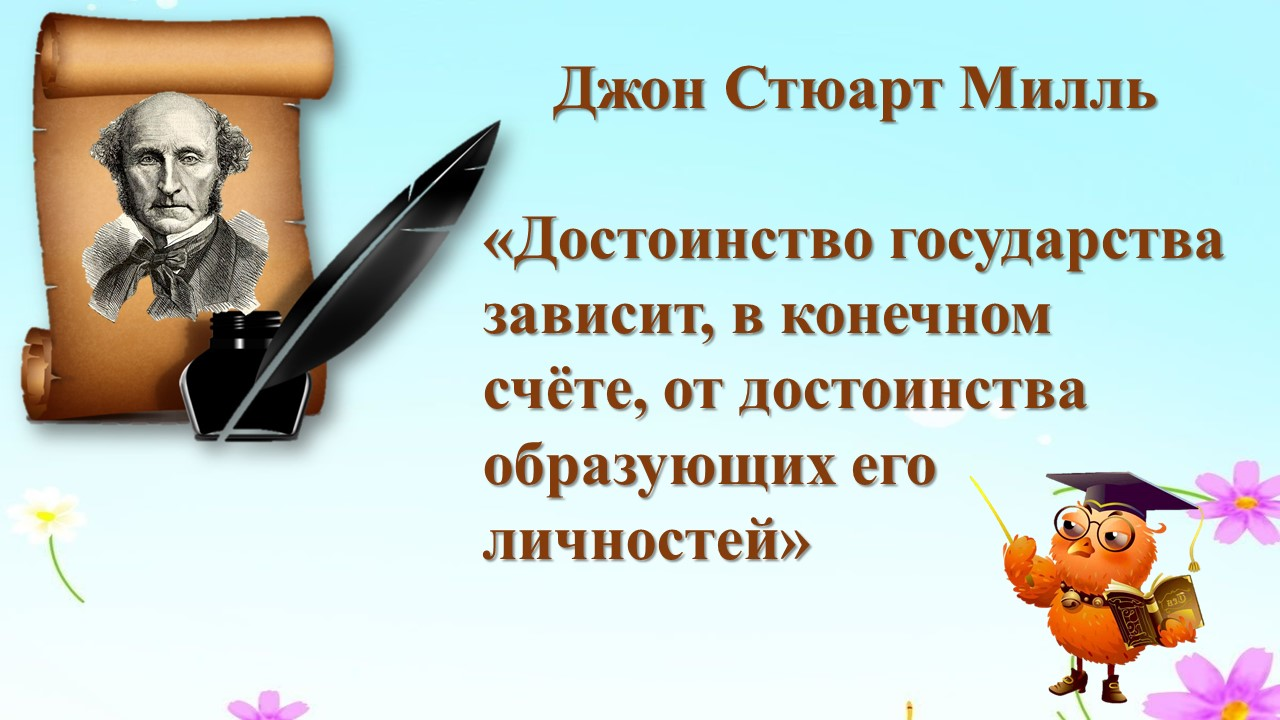 Джон Стюарт Милль
«Достоинство государства
зависит, в конечном
счёте, от достоинства
образующих его
личностей»